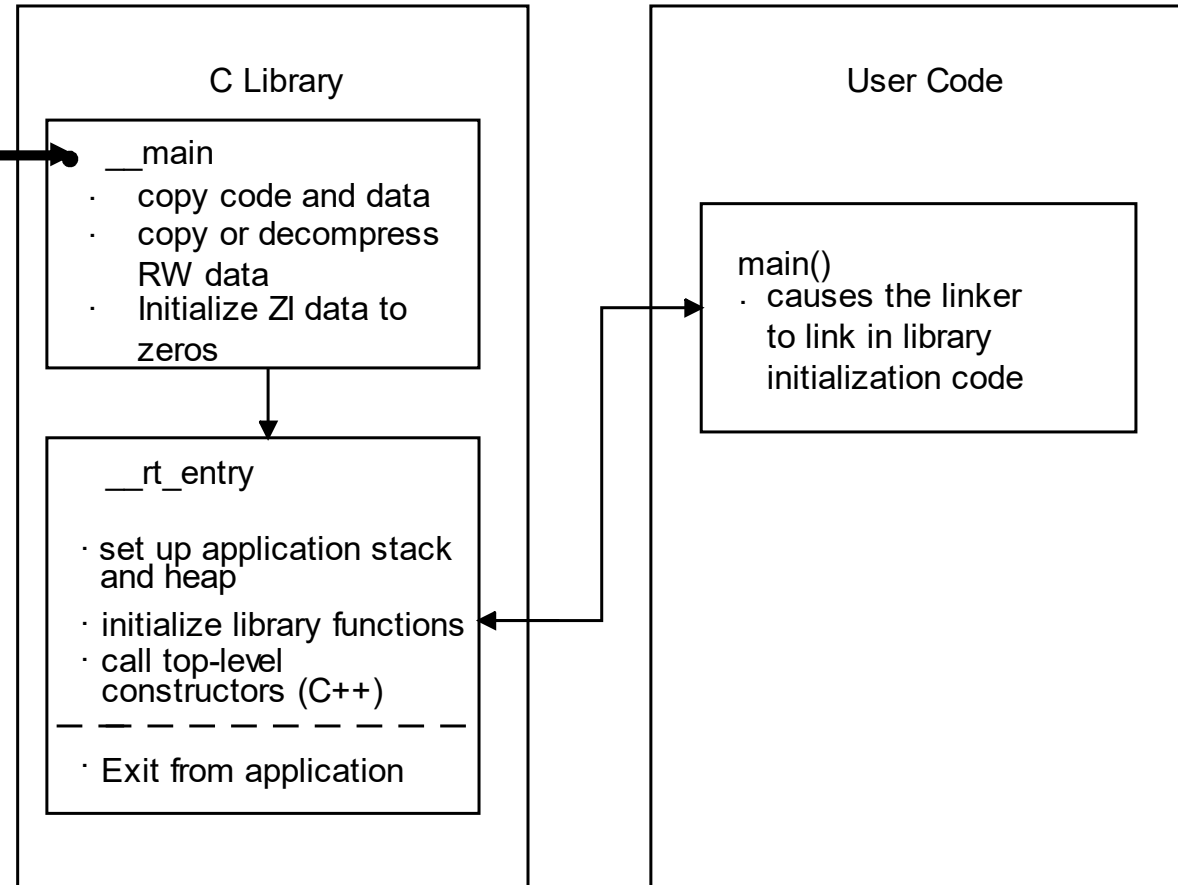 C Library
__main
· copy code and data
· copy or decompress
RW data
· Initialize ZI data to
zeros
__rt_entry
· set up application stack
and heap
· initialize library functions
· call top-level
constructors (C++)
· Exit from application
User Code
main()
· causes the linker
to link in library
initialization code